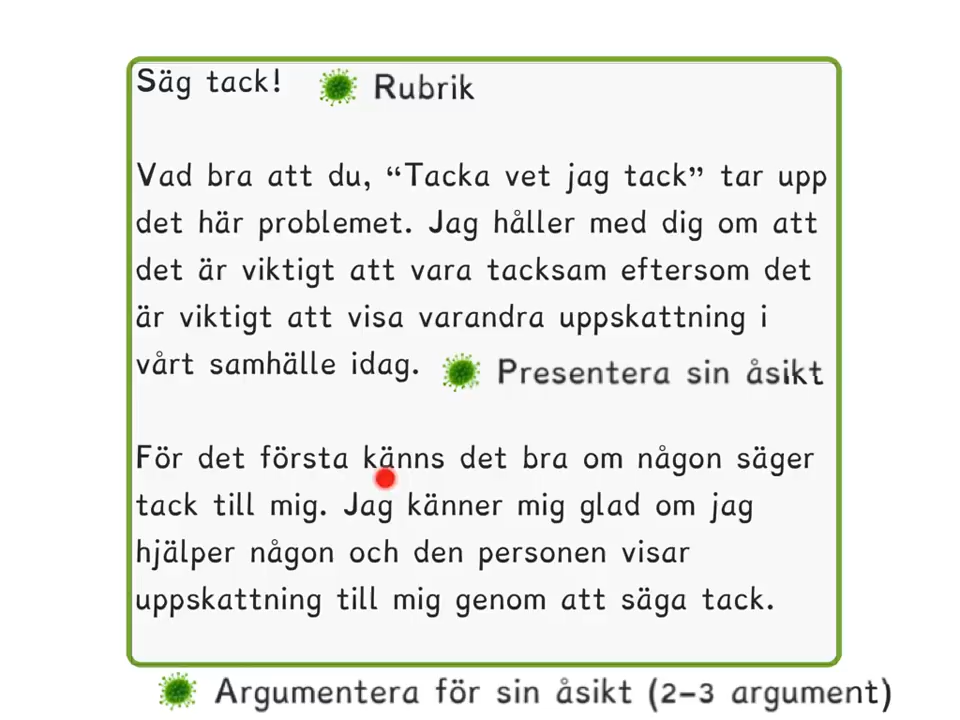 Säg tack! Rubrik
Vad bra att du, “Tacka vet jag tack” tar upp
det här problemet. Jag håller med dig om att
det är viktigt att vara tacksam eftersom det
är viktigt att visa varandra uppskattning i
vårt samhälle idag. Presentera sin åsikt
För det första känns det bra om någon säger
tack till mig. Jag känner mig glad om jag
hjälper någon och den personen visar
uppskattning till mig genom att säga tack.
Argumentera för sin åsikt (2–3 argument)